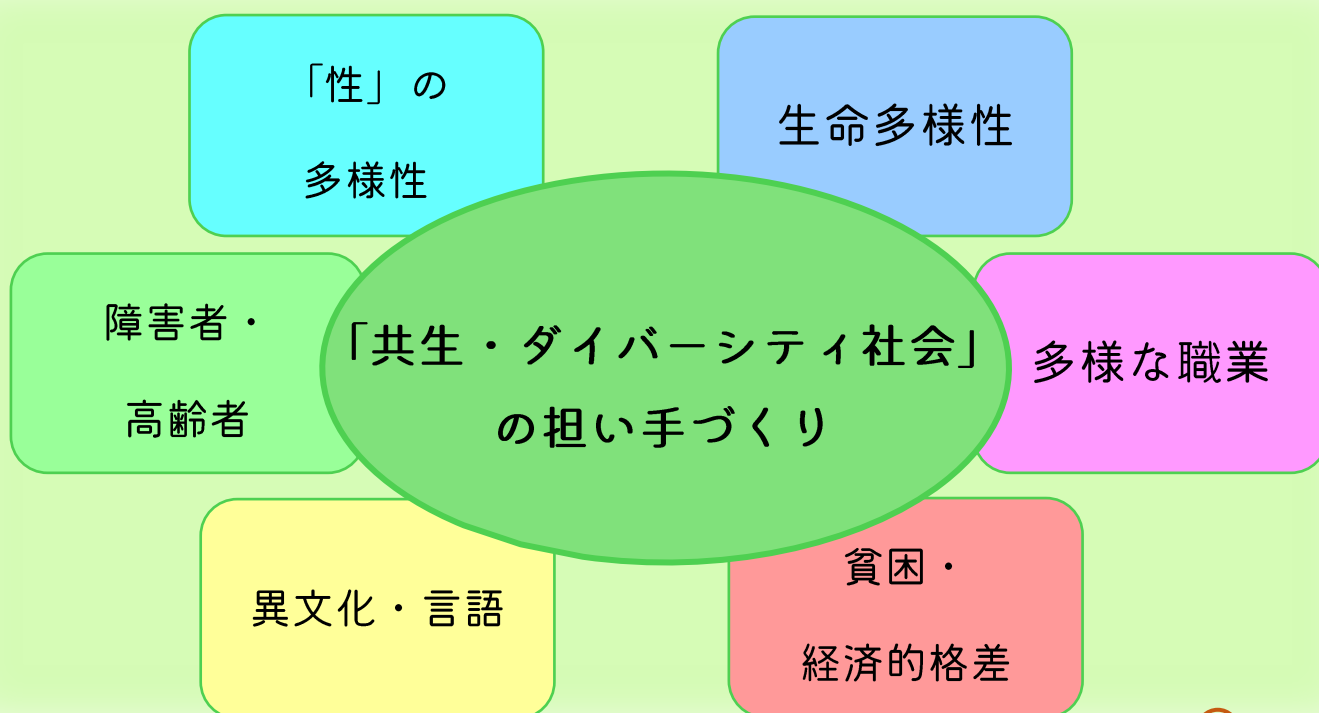 「性」の
多様性
生命多様性
障害者・
高齢者
「共生・ダイバーシティ社会」
の担い手づくり
多様な職業
異文化・言語
貧困・
経済的格差